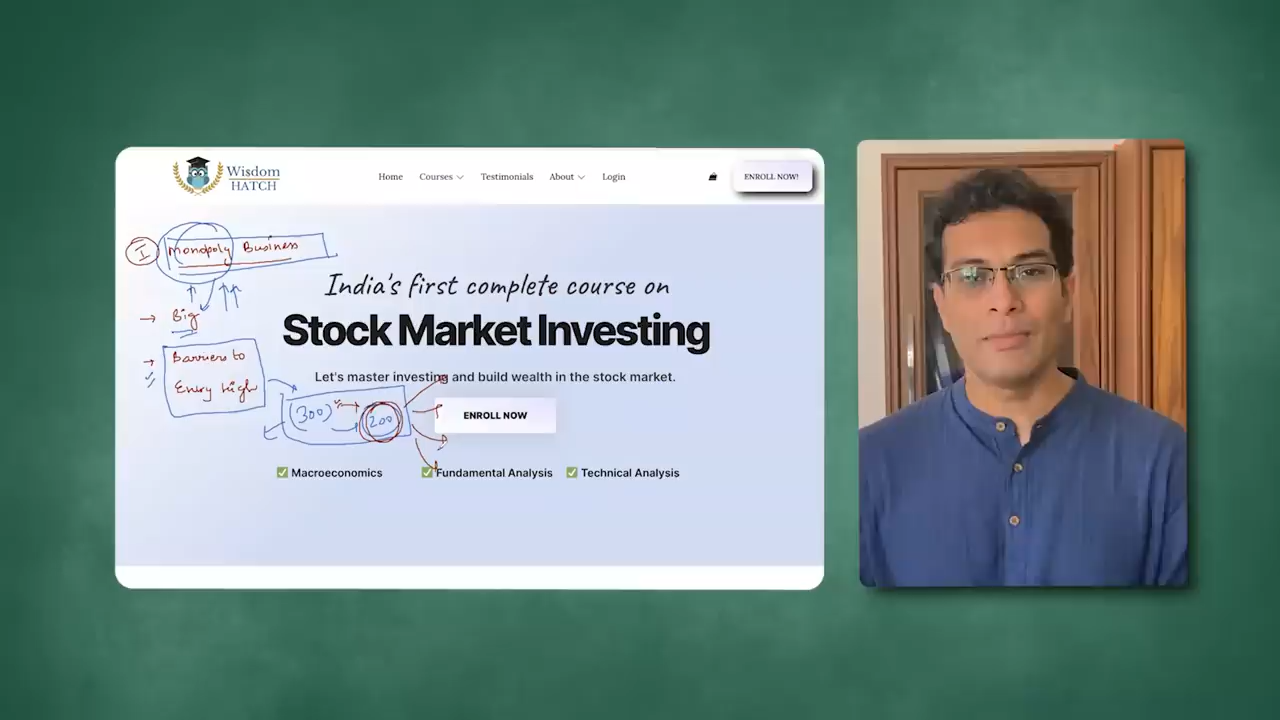 Wisdom
HATCH
Home Courses Testimonials About Login ENROLL NOW!
I Monopoly Business
India's first complete course on
→ Big
Stock Market Investing
→ Barriers to
Entry High
Let's master investing and build wealth in the stock market.
(300) → 200
ENROLL NOW
✅ Macroeconomics ✅ Fundamental Analysis ✅ Technical Analysis